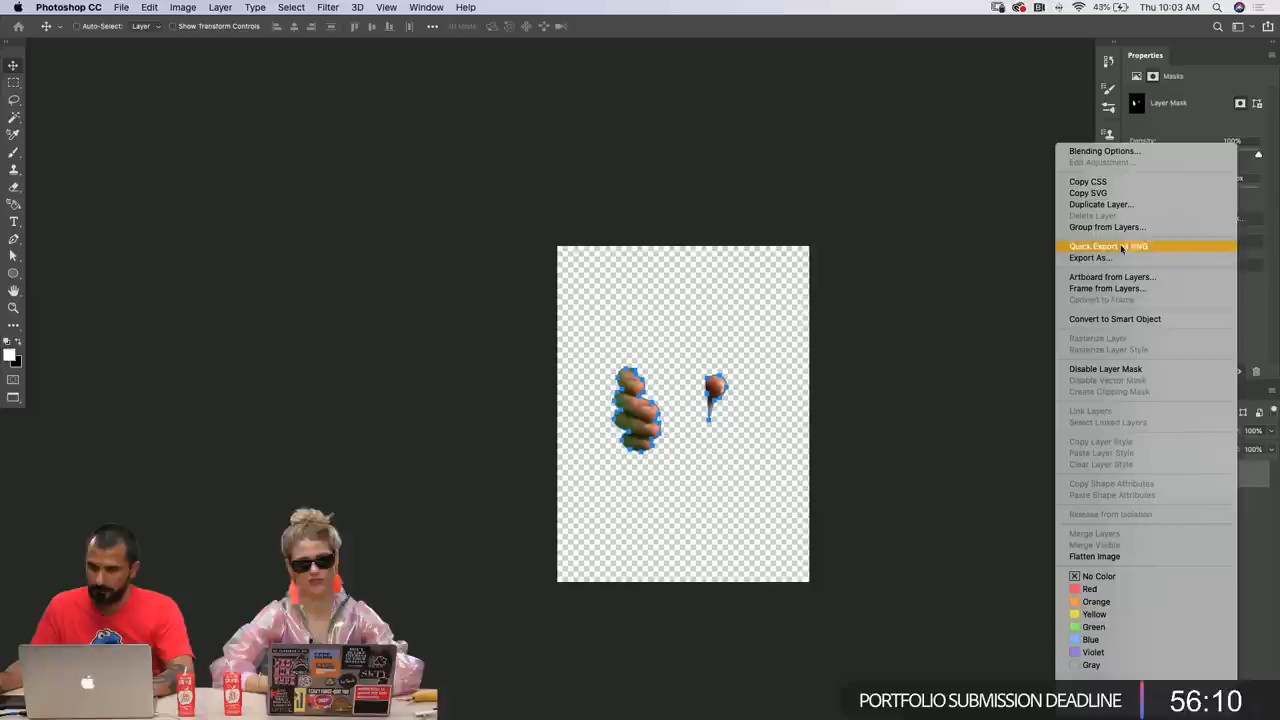 Photoshop CC File Edit Image Layer Type Select Filter 3D View Window Help
43% Thu 10:03 AM
Auto-Select: Layer Show Transform Controls
3D Mode:
Properties
Masks
Layer Mask
Density: 100%
Blending Options...
Edit Adjustment...
Copy CSS
Copy SVG
Duplicate Layer...
Delete Layer
Group from Layers...
Quick Export as PNG
Export As...
Artboard from Layers...
Frame from Layers...
Convert to Frame
Convert to Smart Object
Rasterize Layer
Rasterize Layer Style
Disable Layer Mask
Disable Vector Mask
Create Clipping Mask
Link Layers
Select Linked Layers
100%
Copy Layer Style
Paste Layer Style
100%
Clear Layer Style
Copy Shape Attributes
Paste Shape Attributes
Release from Isolation
Merge Layers
Merge Visible
Flatten Image
No Color
Red
Orange
Yellow
Green
Blue
Violet
Gray
PORTFOLIO SUBMISSION DEADLINE 56:10